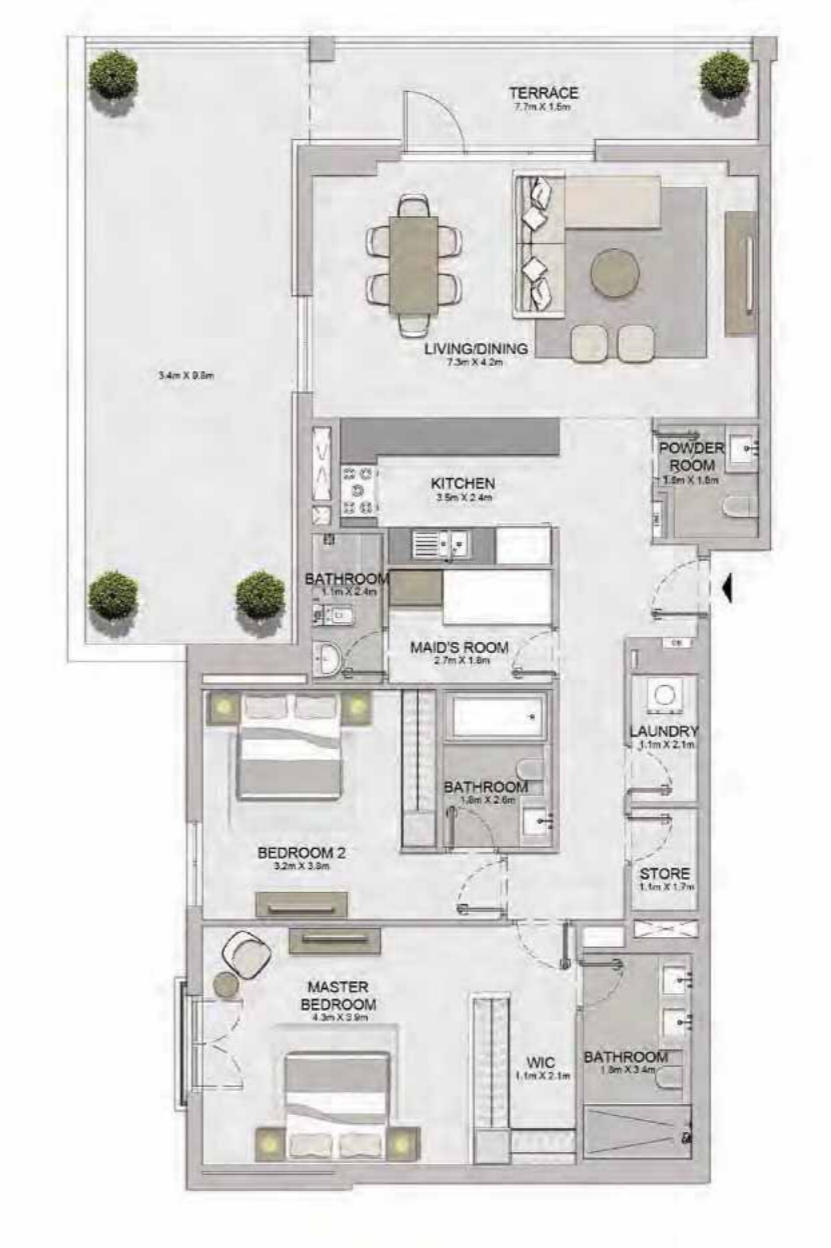 TERRACE
7.7m X 1.5m
LIVING/DINING
7.3m X 4.2m
3.4m X 9.8m
POWDER
ROOM
1.8m X 1.8m
KITCHEN
3.5m X 2.4m
BATHROOM
1.1m X 2.4m
MAID'S ROOM
2.7m X 1.8m
LAUNDRY
1.1m X 2.1m
BATHROOM
1.8m X 2.6m
BEDROOM 2
3.2m X 3.8m
STORE
1.1m X 1.7m
MASTER
BEDROOM
4.3m X 3.9m
WIC
1.1m X 2.1m
BATHROOM
1.8m X 3.4m